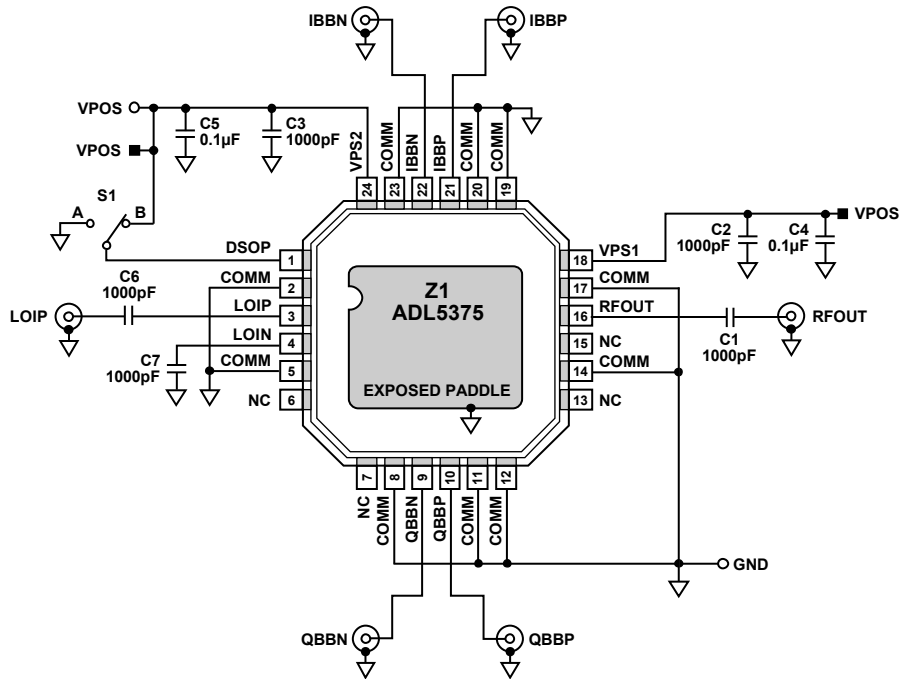 IBBN
IBBP
VPOS
C5
0.1µF
C3
1000pF
VPOS
S1
A
B
VPS2
COMM
IBBN
IBBP
COMM
COMM
24
23
22
21
20
19
VPOS
C2
1000pF
C4
0.1µF
DSOP
1
18
VPS1
COMM
2
17
COMM
C6
1000pF
LOIP
LOIP
3
16
RFOUT
RFOUT
C1
1000pF
LOIN
4
15
NC
C7
1000pF
COMM
5
14
COMM
NC
6
13
NC
Z1
ADL5375
EXPOSED PADDLE
7
8
9
10
11
12
NC
COMM
QBBN
QBBP
COMM
COMM
GND
QBBN
QBBP